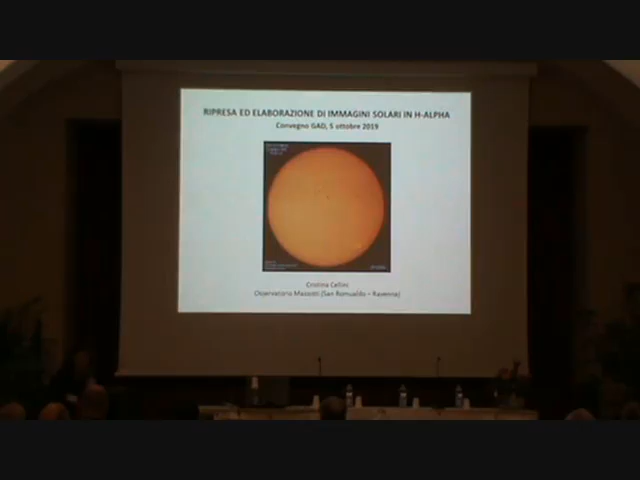 RIPRESA ED ELABORAZIONE DI IMMAGINI SOLARI IN H-ALPHA
Convegno GAD, 5 ottobre 2019
Cristina Cellini
Osservatorio Mazzotti (San Romualdo – Ravenna)